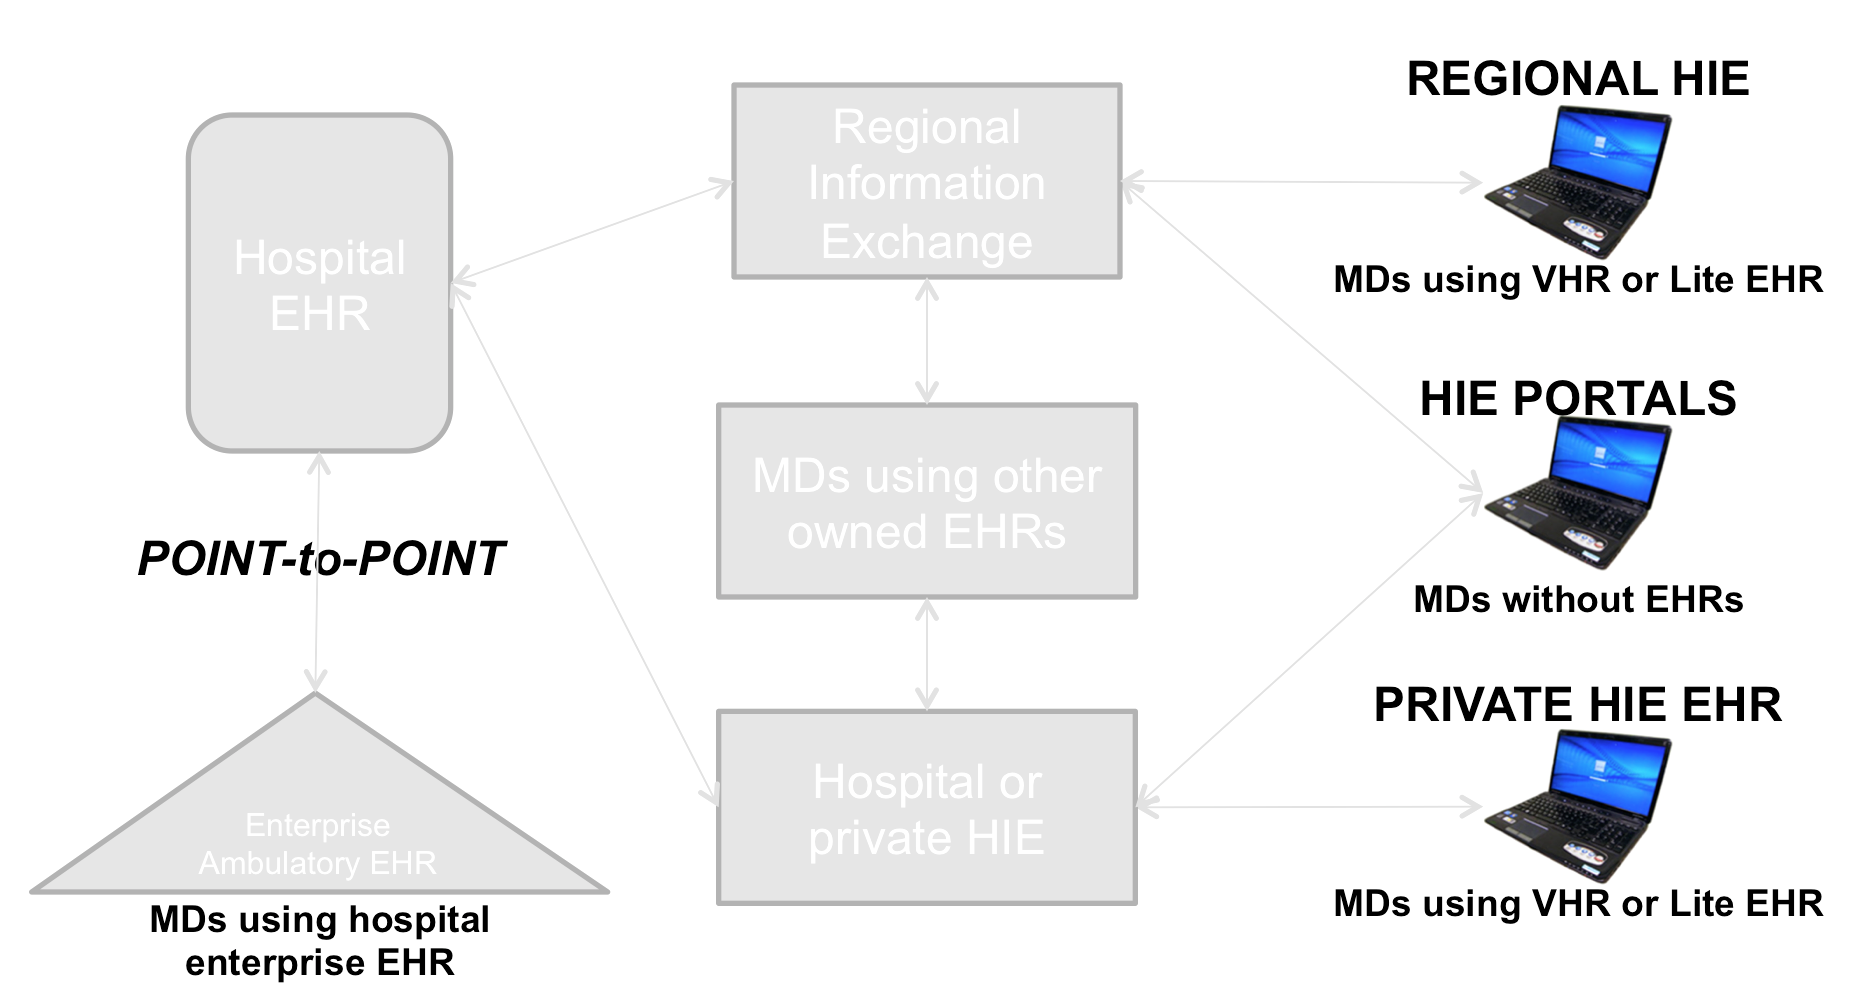 REGIONAL HIE
Regional
Information
Exchange
Hospital
EHR
MDs using VHR or Lite EHR
HIE PORTALS
MDs using other
owned EHRs
POINT-to-POINT
MDs without EHRs
PRIVATE HIE EHR
Hospital or
private HIE
Enterprise
Ambulatory EHR
MDs using VHR or Lite EHR
MDs using hospital
enterprise EHR